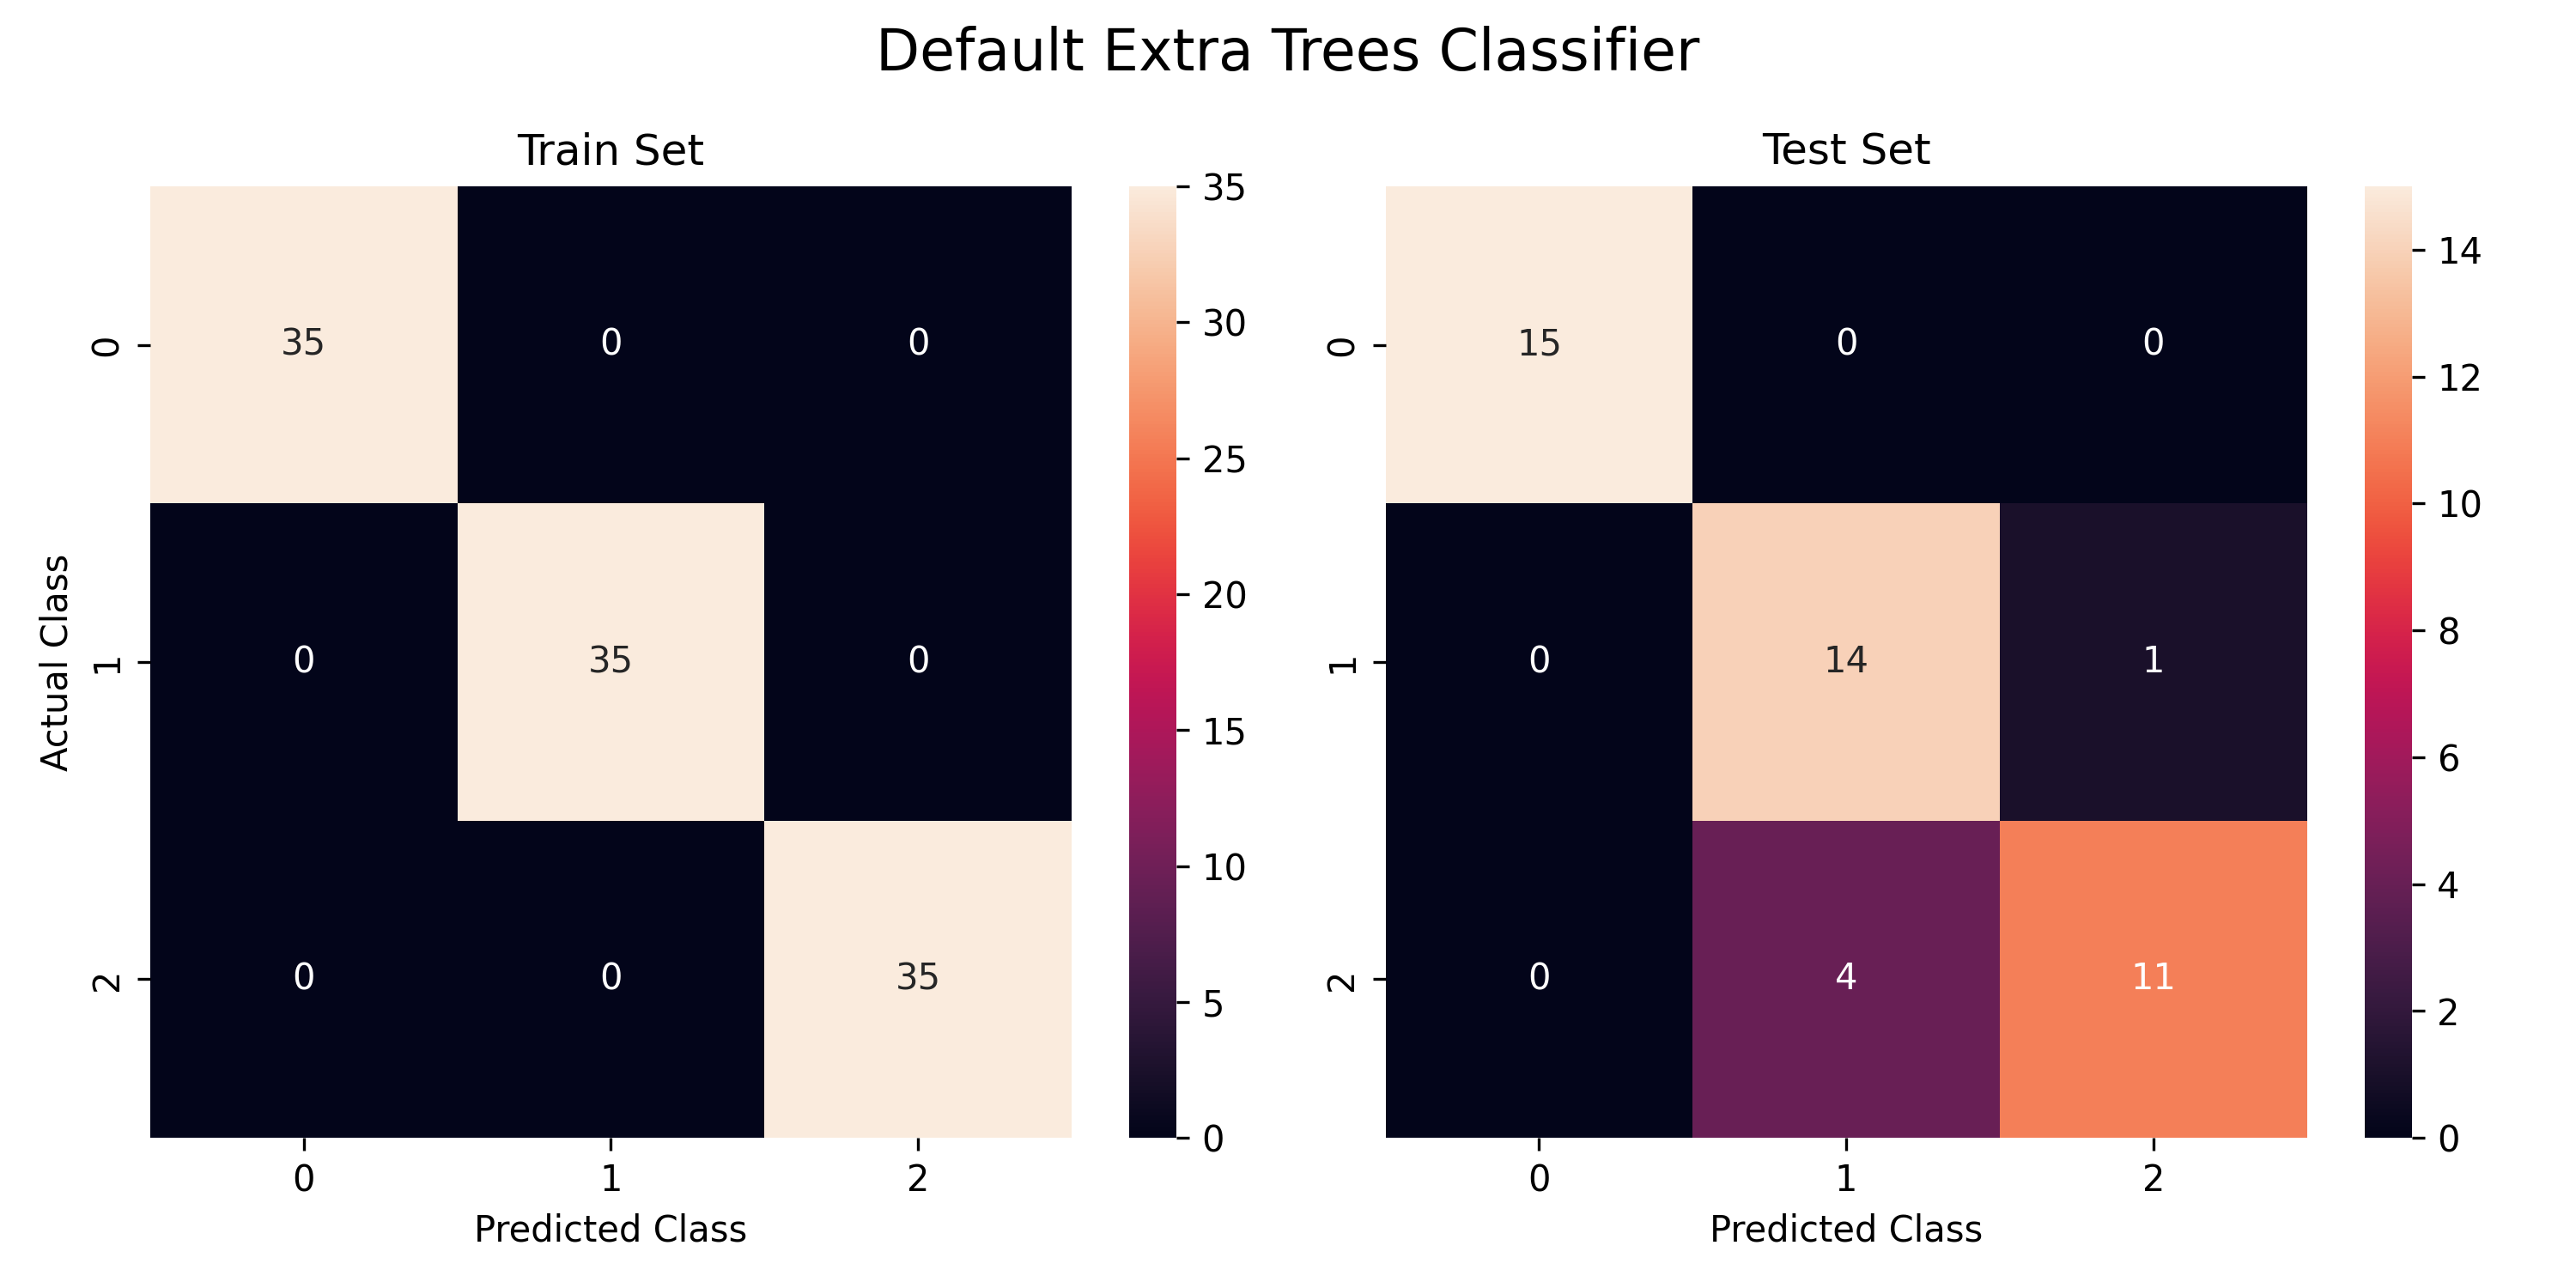 Default Extra Trees Classifier
Train Set
Test Set
35 0 0
0 35 0
0 0 35
0
1
2
Actual Class
0 1 2
Predicted Class
35
30
25
20
15
10
5
0
15 0 0
0 14 1
0 4 11
0
1
2
0 1 2
Predicted Class
14
12
10
8
6
4
2
0